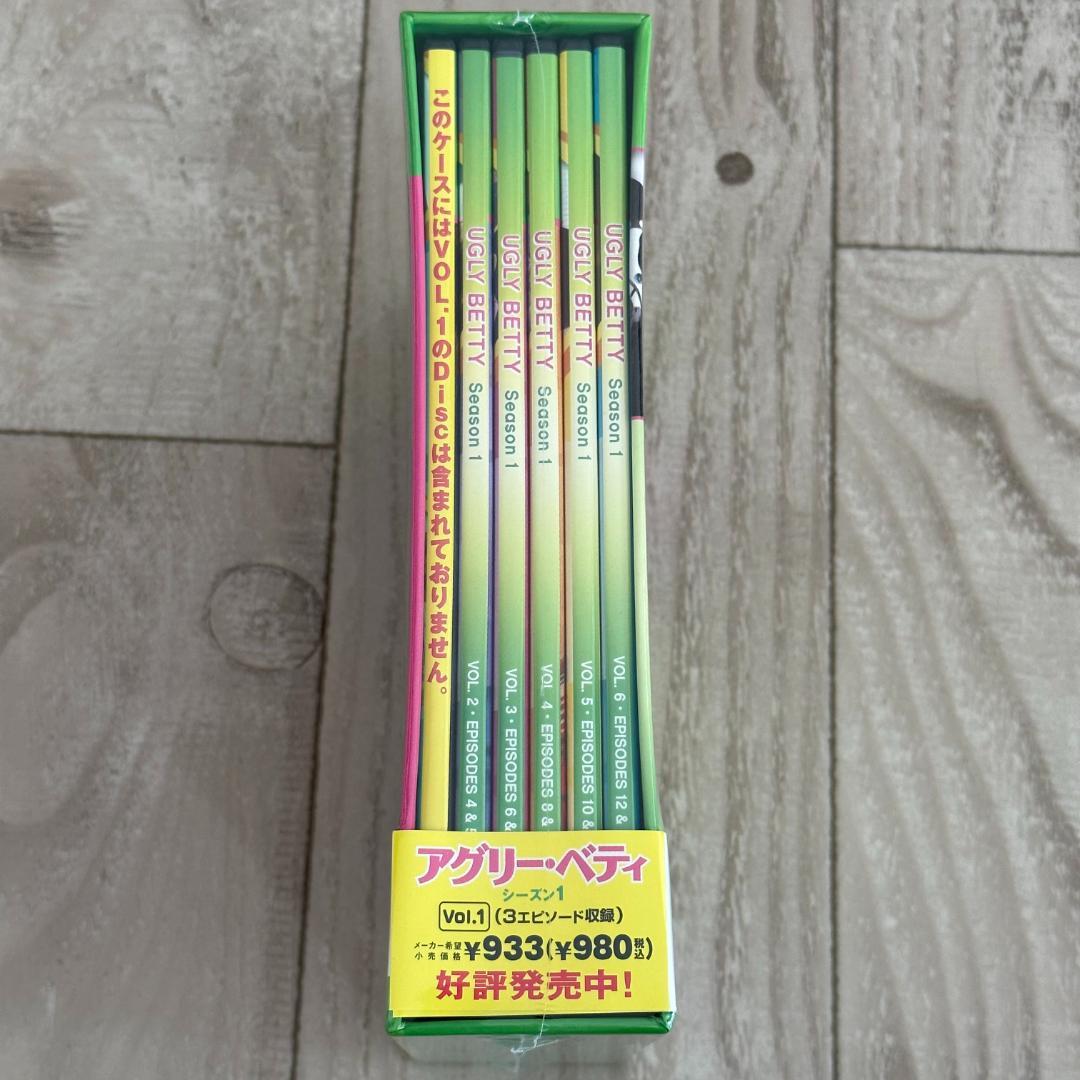 このケースにはVOL.1のDiscは含まれておりません。
UGLY BETTY Season 1 VOL. 2・EPISODES 4 & 5
UGLY BETTY Season 1 VOL. 3・EPISODES 6 &
UGLY BETTY Season 1 VOL. 4・EPISODES 8 &
UGLY BETTY Season 1 VOL. 5・EPISODES 10 &
UGLY BETTY Season 1 VOL. 6・EPISODES 12 &
アグリー・ベティ
シーズン1
Vol.1 (3エピソード収録)
メーカー希望小売価格 ¥933(¥980税込)
好評発売中!